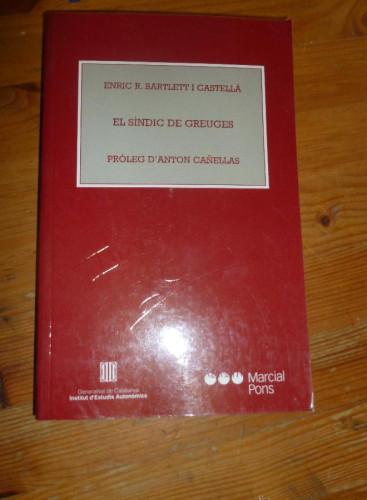 ENRIC R. BARTLETT I CASTELLÀ
EL SÍNDIC DE GREUGES
PRÒLEG D'ANTON CAÑELLAS
Generalitat de Catalunya
Institut d'Estudis Autonòmics
Marcial
Pons